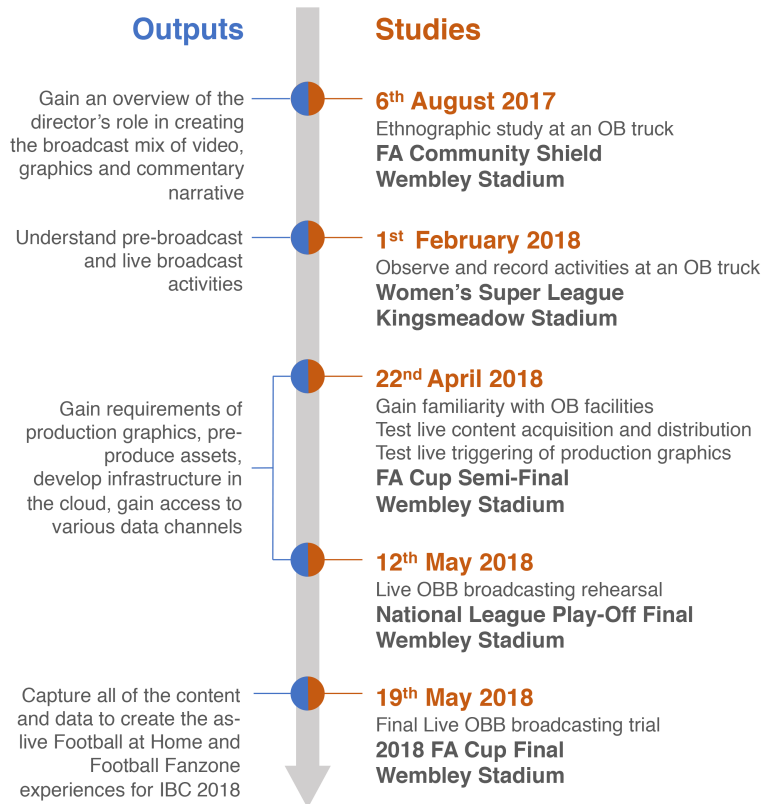 Outputs
Studies
Gain an overview of the
director’s role in creating
the broadcast mix of video,
graphics and commentary
narrative
6th August 2017
Ethnographic study at an OB truck
FA Community Shield
Wembley Stadium
Understand pre-broadcast
and live broadcast
activities
1st February 2018
Observe and record activities at an OB truck
Women’s Super League
Kingsmeadow Stadium
Gain requirements of
production graphics, pre-
produce assets,
develop infrastructure in
the cloud, gain access to
various data channels
22nd April 2018
Gain familiarity with OB facilities
Test live content acquisition and distribution
Test live triggering of production graphics
FA Cup Semi-Final
Wembley Stadium
12th May 2018
Live OBB broadcasting rehearsal
National League Play-Off Final
Wembley Stadium
Capture all of the content
and data to create the as-
live Football at Home and
Football Fanzone
experiences for IBC 2018
19th May 2018
Final Live OBB broadcasting trial
2018 FA Cup Final
Wembley Stadium